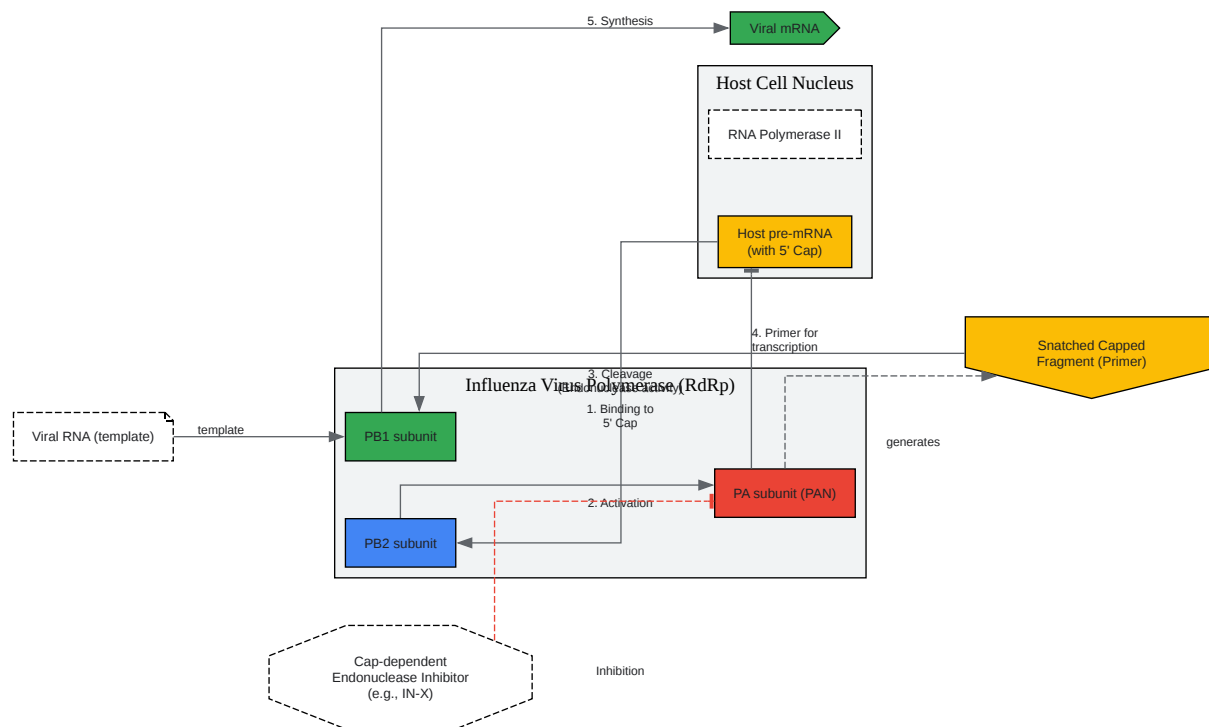 5. Synthesis
Viral mRNA
Host Cell Nucleus
RNA Polymerase II
Host pre-mRNA
(with 5' Cap)
4. Primer for
transcription
Snatched Capped
Fragment (Primer)
3. Cleavage
(Endonuclease activity)
Influenza Virus Polymerase (RdRp)
1. Binding to
5' Cap
Viral RNA (template)
template
PB1 subunit
generates
PA subunit (PAN)
2. Activation
PB2 subunit
Cap-dependent
Endonuclease Inhibitor
(e.g., IN-X)
Inhibition